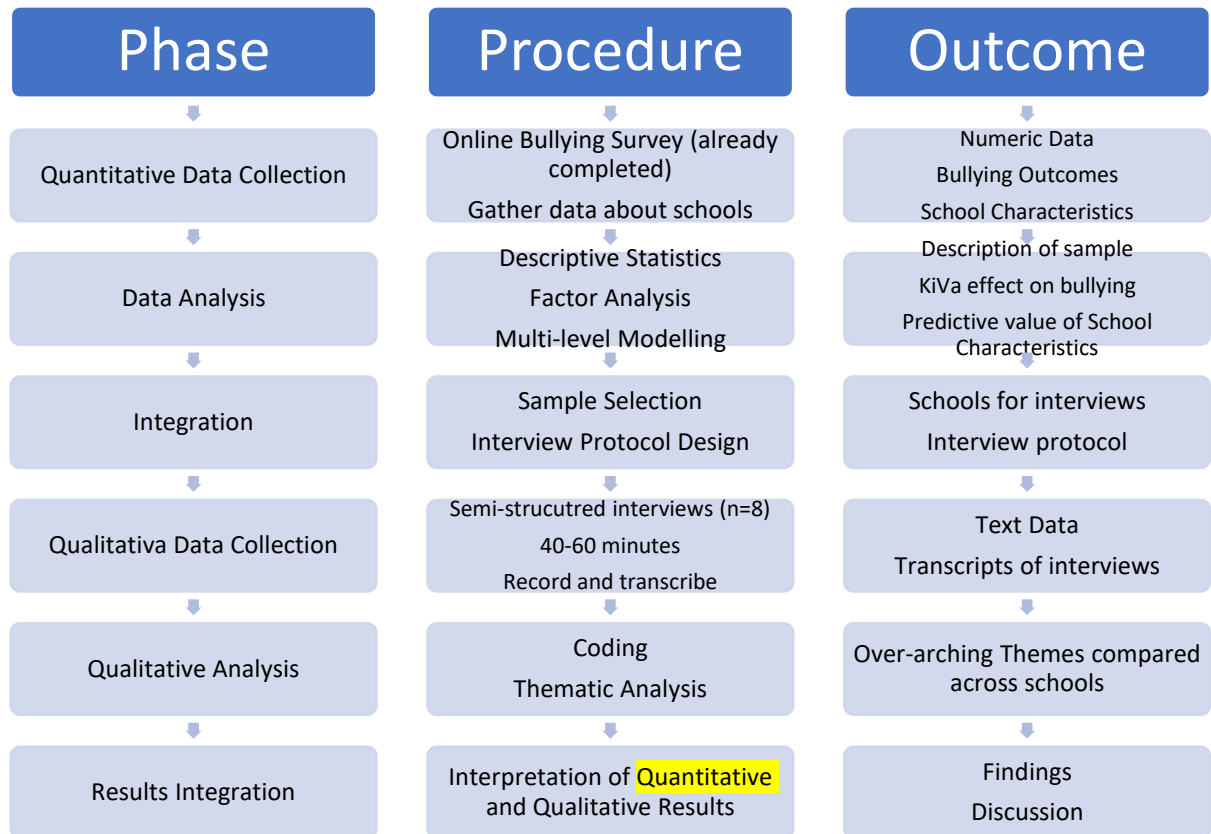 Phase
Procedure
Outcome
Quantitative Data Collection
Online Bullying Survey (already
completed)
Gather data about schools
Numeric Data
Bullying Outcomes
School Characteristics
Data Analysis
Descriptive Statistics
Factor Analysis
Multi-level Modelling
Description of sample
KiVa effect on bullying
Predictive value of School
Characteristics
Integration
Sample Selection
Interview Protocol Design
Schools for interviews
Interview protocol
Qualitativa Data Collection
Semi-strucutred interviews (n=8)
40-60 minutes
Record and transcribe
Text Data
Transcripts of interviews
Qualitative Analysis
Coding
Thematic Analysis
Over-arching Themes compared
across schools
Results Integration
Interpretation of Quantitative
and Qualitative Results
Findings
Discussion